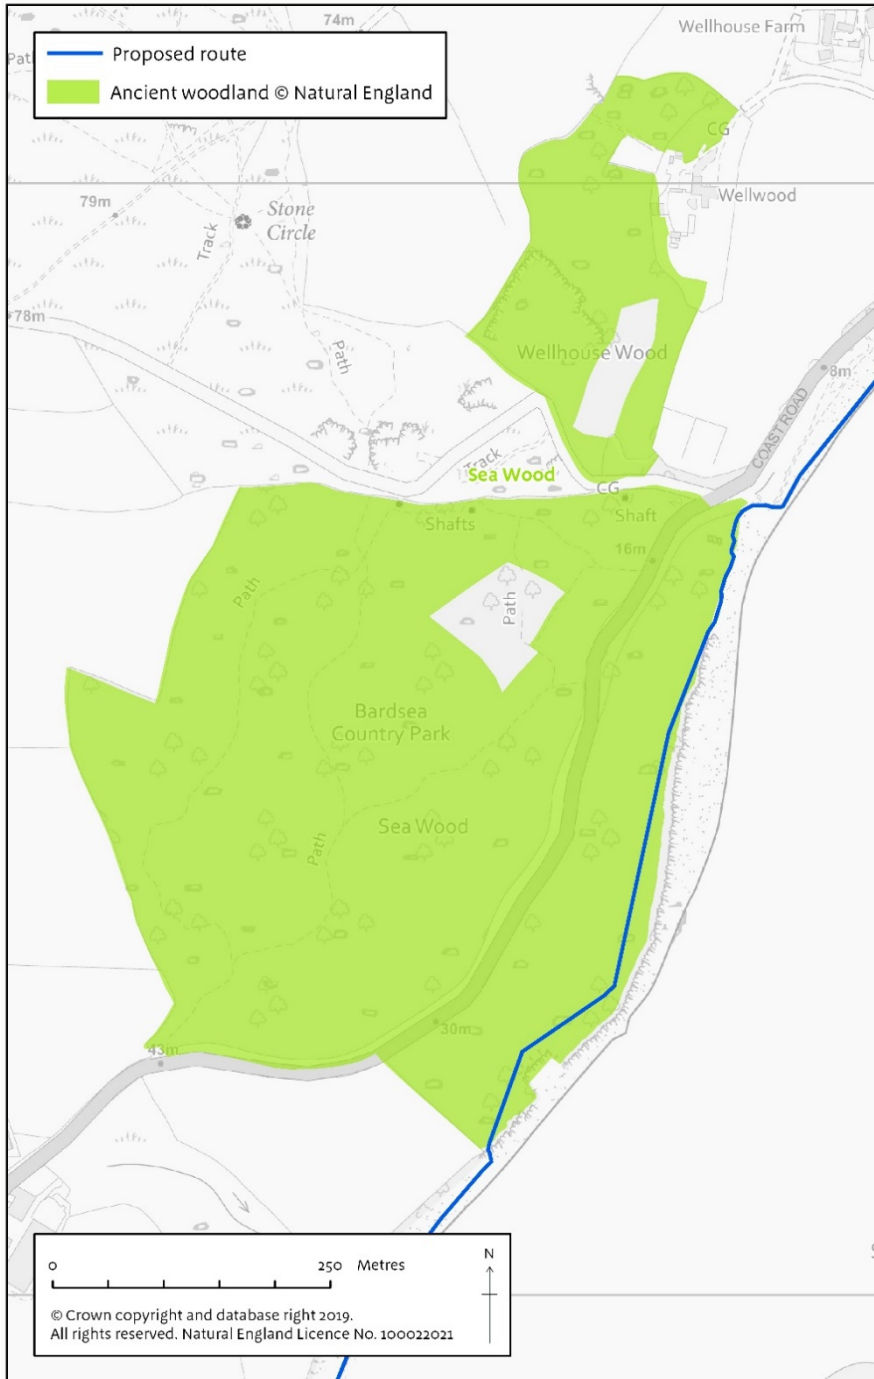 74m
Wellhouse Farm
Path
Proposed route
Ancient woodland © Natural England
CG
Wellwood
79m
Stone
Circle
Track
78m
Path
Wellhouse Wood
8m
COAST ROAD
Track
Sea Wood
CG
Shafts
Shaft
16m
Path
Path
Bardsea
Country Park
Sea Wood
Path
30m
43m
0 250 Metres
N
© Crown copyright and database right 2019.
All rights reserved. Natural England Licence No. 100022021
S